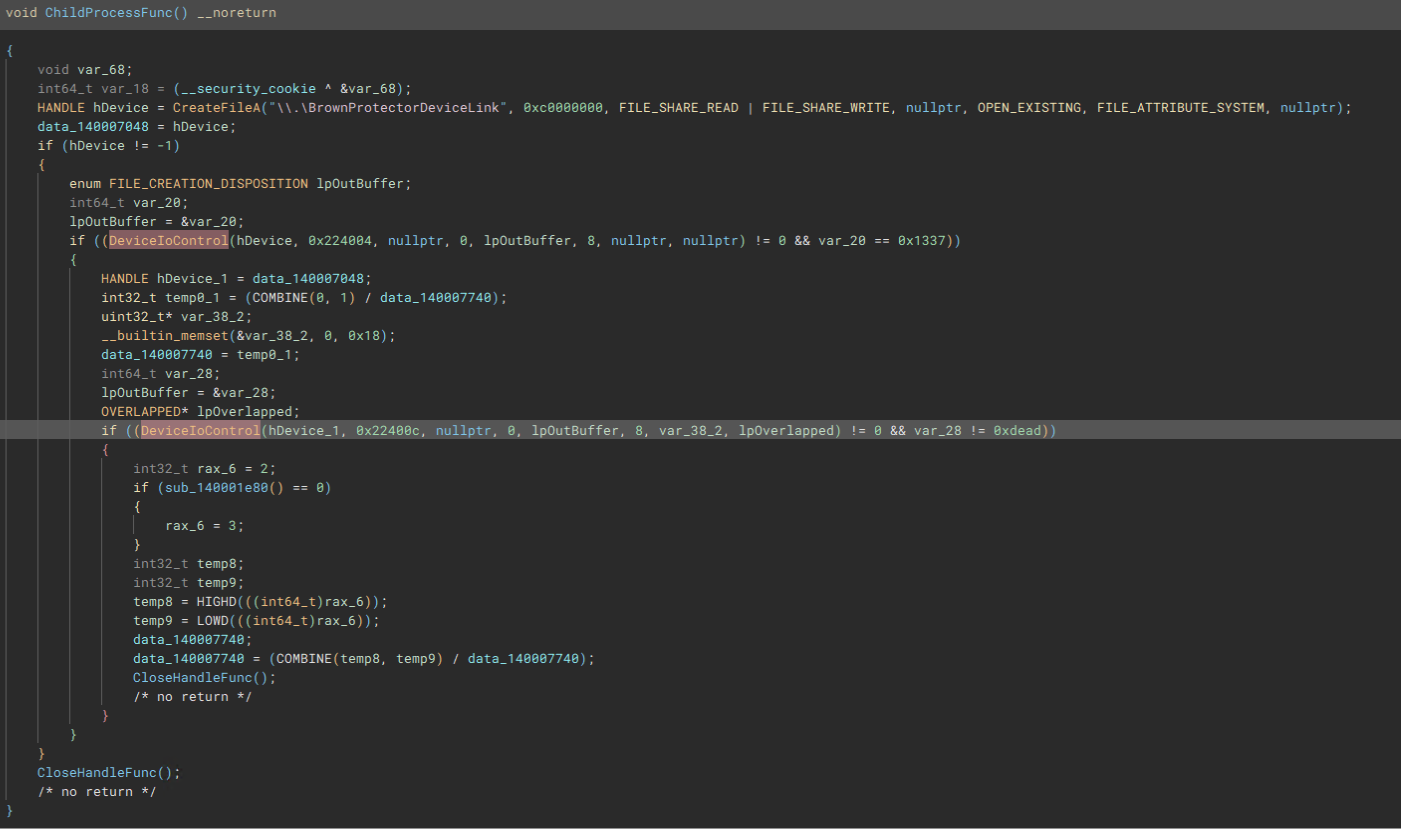 void ChildProcessFunc() __noreturn
{
void var_68;
int64_t var_18 = (__security_cookie ^ &var_68);
HANDLE hDevice = CreateFileA("\\.\BrownProtectorDeviceLink", 0xc0000000, FILE_SHARE_READ | FILE_SHARE_WRITE, nullptr, OPEN_EXISTING, FILE_ATTRIBUTE_SYSTEM, nullptr);
data_140007048 = hDevice;
if (hDevice != -1)
{
enum FILE_CREATION_DISPOSITION lpOutBuffer;
int64_t var_20;
lpOutBuffer = &var_20;
if ((DeviceIoControl(hDevice, 0x224004, nullptr, 0, lpOutBuffer, 8, nullptr, nullptr) != 0 && var_20 == 0x1337))
{
HANDLE hDevice_1 = data_140007048;
int32_t temp0_1 = (COMBINE(0, 1) / data_140007740);
uint32_t* var_38_2;
__builtin_memset(&var_38_2, 0, 0x18);
data_140007740 = temp0_1;
int64_t var_28;
lpOutBuffer = &var_28;
OVERLAPPED* lpOverlapped;
if ((DeviceIoControl(hDevice_1, 0x22400c, nullptr, 0, lpOutBuffer, 8, var_38_2, lpOverlapped) != 0 && var_28 != 0xdead))
{
int32_t rax_6 = 2;
if (sub_140001e80() == 0)
{
rax_6 = 3;
}
int32_t temp8;
int32_t temp9;
temp8 = HIGHD(((int64_t)rax_6));
temp9 = LOWD(((int64_t)rax_6));
data_140007740;
data_140007740 = (COMBINE(temp8, temp9) / data_140007740);
CloseHandleFunc();
/* no return */
}
}
}
CloseHandleFunc();
/* no return */
}